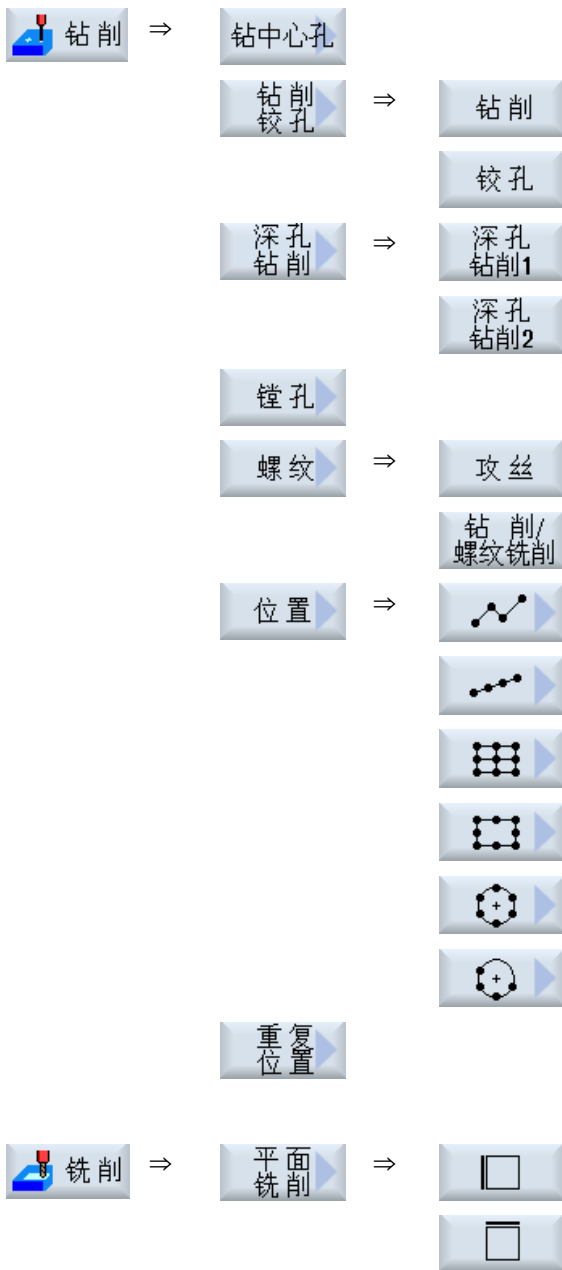 钻削 ⇒ 钻中心孔
钻削
铰孔
⇒ 钻削
铰孔
深孔
钻削
⇒ 深孔
钻削1
深孔
钻削2
镗孔
螺纹 ⇒ 攻丝
钻 削/
螺纹铣削
位置 ⇒
重复
位置
铣削 ⇒ 平面
铣削
⇒